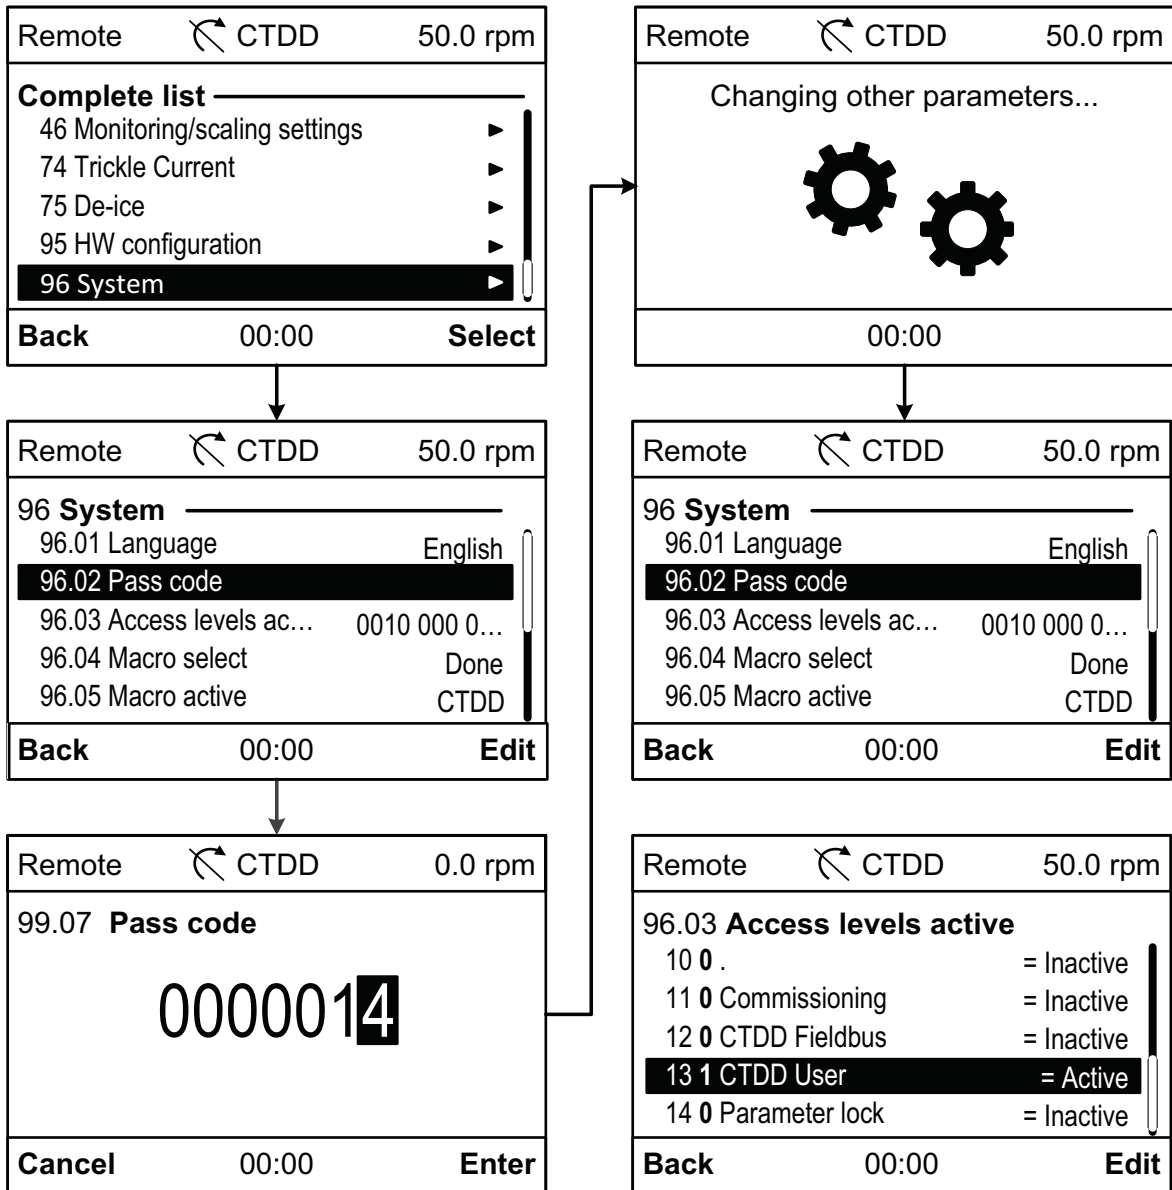 Remote CTDD 50.0 rpm
Complete list
46 Monitoring/scaling settings
74 Trickle Current
75 De-ice
95 HW configuration
96 System
Back 00:00 Select
Remote CTDD 50.0 rpm
96 System
96.01 Language English
96.02 Pass code
96.03 Access levels ac... 0010 000 0...
96.04 Macro select Done
96.05 Macro active CTDD
Back 00:00 Edit
Remote CTDD 0.0 rpm
99.07 Pass code
0000014
Cancel 00:00 Enter
Remote CTDD 50.0 rpm
Changing other parameters...
00:00
Remote CTDD 50.0 rpm
96 System
96.01 Language English
96.02 Pass code
96.03 Access levels ac... 0010 000 0...
96.04 Macro select Done
96.05 Macro active CTDD
Back 00:00 Edit
Remote CTDD 50.0 rpm
96.03 Access levels active
10 0 . = Inactive
11 0 Commissioning = Inactive
12 0 CTDD Fieldbus = Inactive
13 1 CTDD User = Active
14 0 Parameter lock = Inactive
Back 00:00 Edit